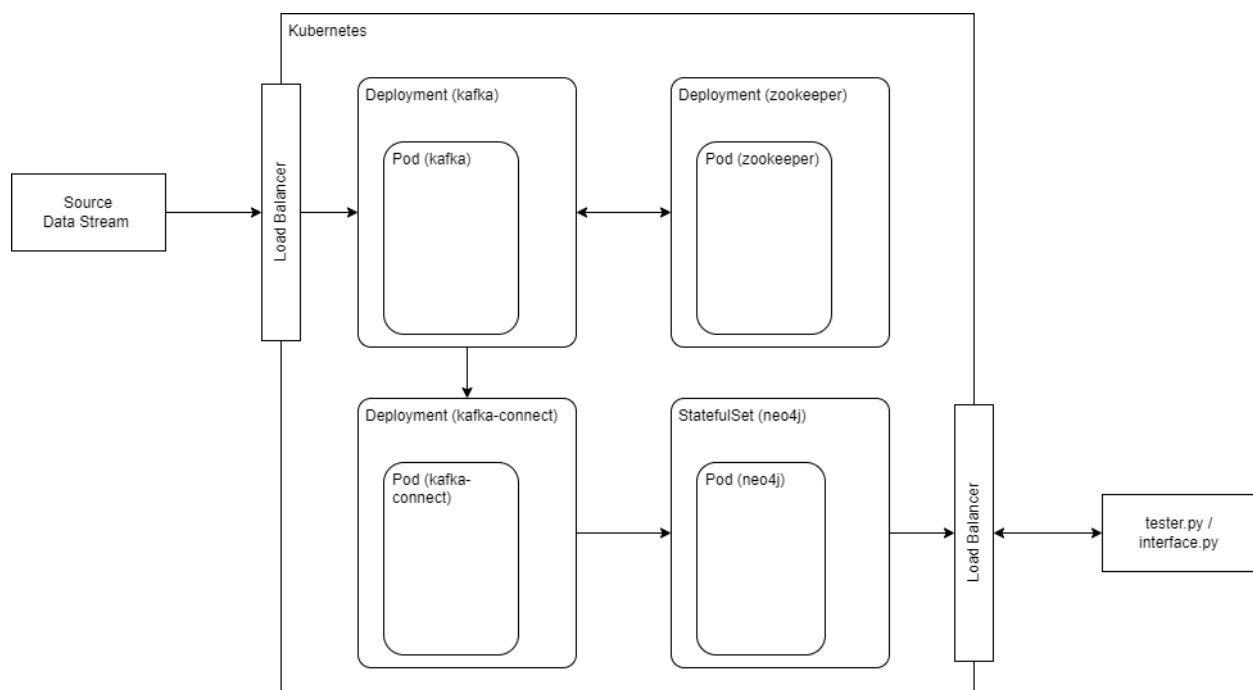 Kubernetes
Deployment (kafka)
Pod (kafka)
Deployment (zookeeper)
Pod (zookeeper)
Source
Data Stream
Load Balancer
Deployment (kafka-connect)
Pod (kafka-
connect)
StatefulSet (neo4j)
Pod (neo4j)
Load Balancer
tester.py /
interface.py